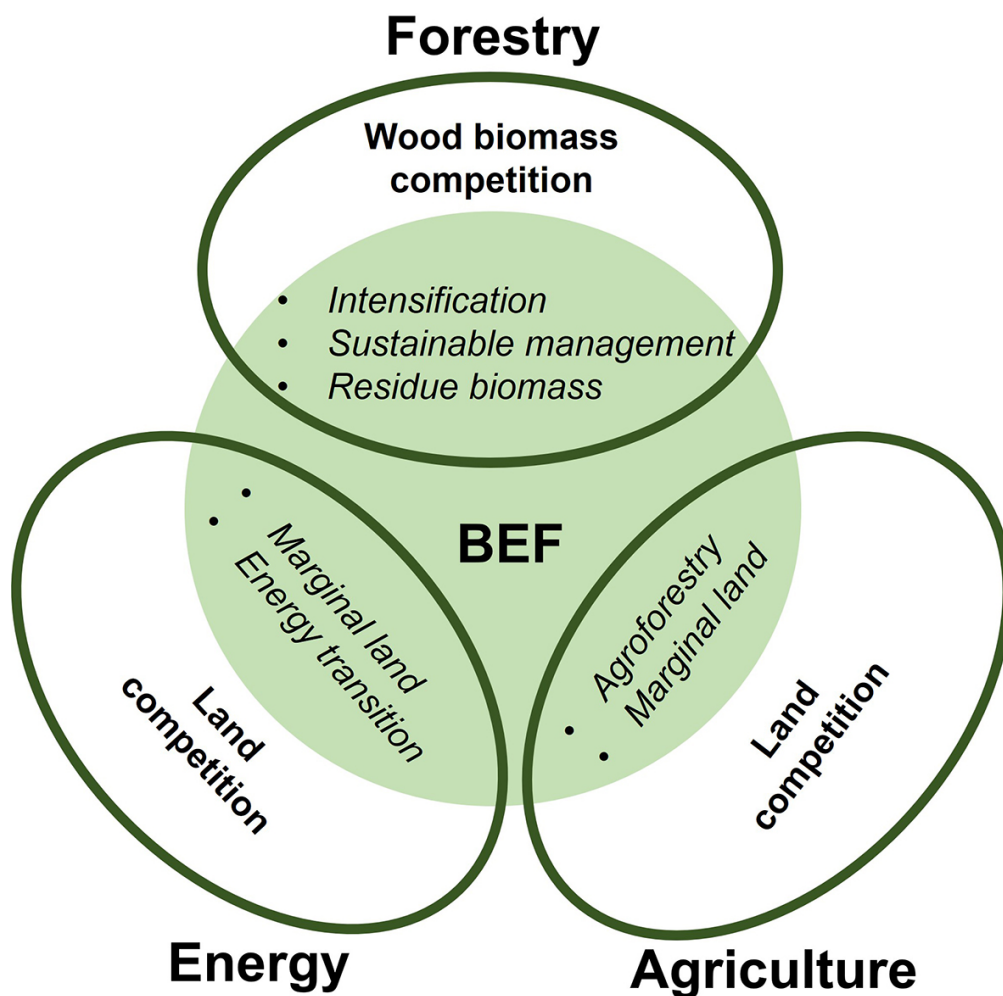 Forestry
Wood biomass
competition
• Intensification
• Sustainable management
• Residue biomass
BEF
• Marginal land
• Energy transition
Land
competition
• Agroforestry
• Marginal land
Land
competition
Energy
Agriculture